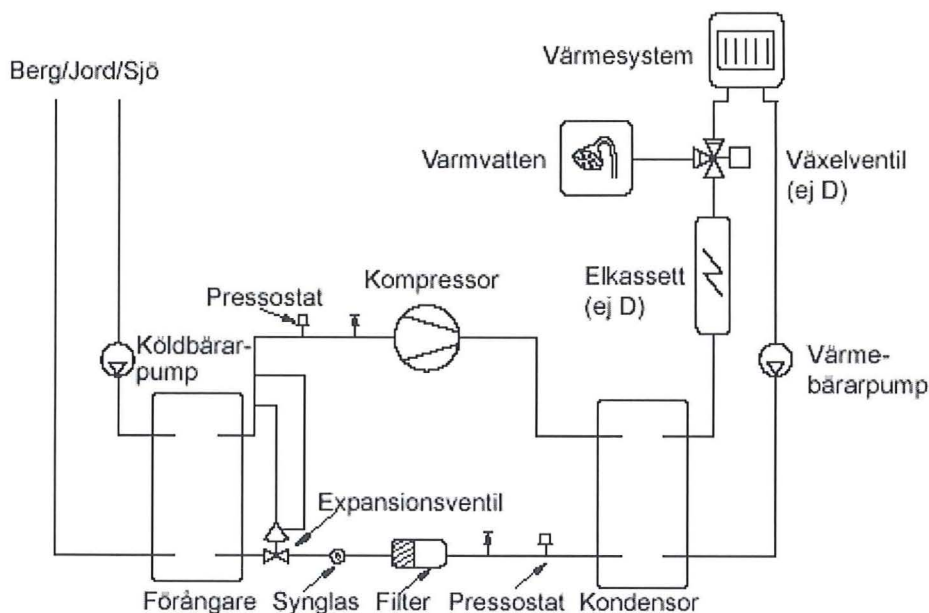 Värmesystem
Berg/Jord/Sjö
Varmvatten
Växelventil
(ej D)
Kompressor
Elkassett
(ej D)
Pressostat
Köldbärar-
pump
Värme-
bärarpump
Expansionsventil
Förångare
Synglas
Filter
Pressostat
Kondensor